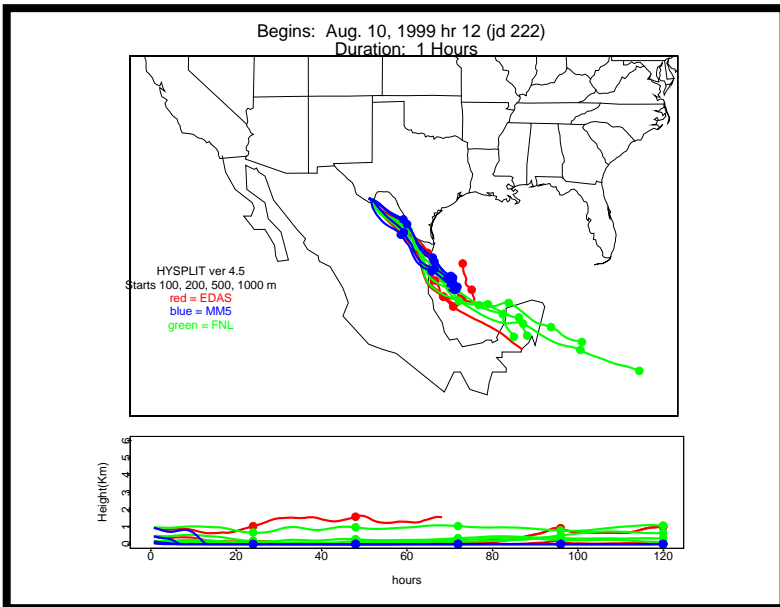 Begins: Aug. 10, 1999 hr 12 (jd 222)
Duration: 1 Hours
HYSPLIT ver 4.5
Starts 100, 200, 500, 1000 m
red = EDAS
blue = MM5
green = FNL
Height(Km)
6
5
4
3
2
1
0
0 20 40 60 80 100 120
hours